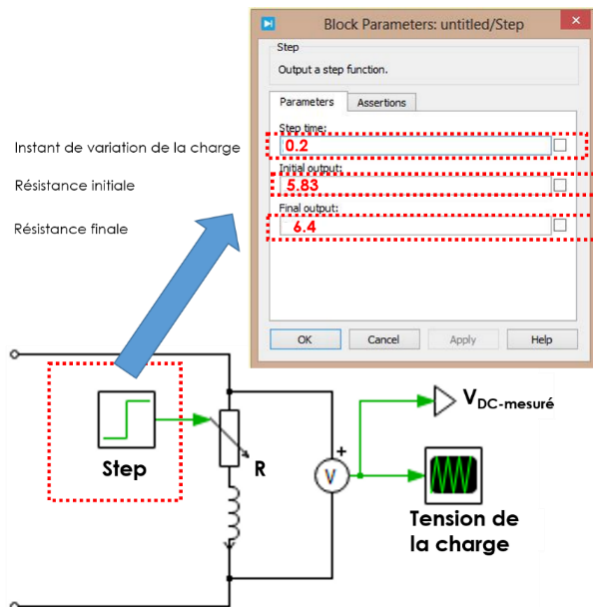 Block Parameters: untitled/Step
Step
Output a step function.
Parameters Assertions
Step time:
Instant de variation de la charge 0.2
Initial output:
Résistance initiale 5.83
Final output:
Résistance finale 6.4
OK Cancel Apply Help
V DC-mesuré
Step R + V
Tension de
la charge